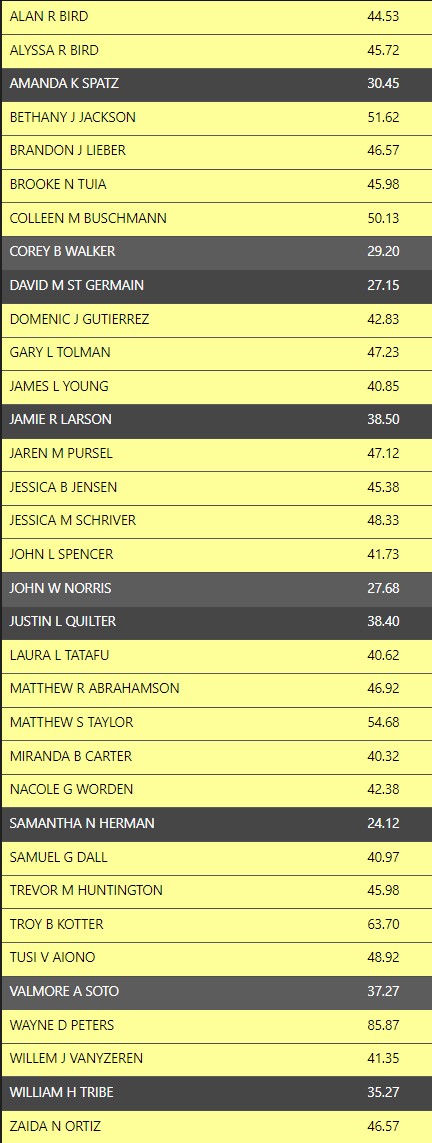 ALAN R BIRD 44.53
ALYSSA R BIRD 45.72
AMANDA K SPATZ 30.45
BETHANY J JACKSON 51.62
BRANDON J LIEBER 46.57
BROOKE N TUIA 45.98
COLLEEN M BUSCHMANN 50.13
COREY B WALKER 29.20
DAVID M ST GERMAIN 27.15
DOMENIC J GUTIERREZ 42.83
GARY L TOLMAN 47.23
JAMES L YOUNG 40.85
JAMIE R LARSON 38.50
JAREN M PURSEL 47.12
JESSICA B JENSEN 45.38
JESSICA M SCHRIVER 48.33
JOHN L SPENCER 41.73
JOHN W NORRIS 27.68
JUSTIN L QUILTER 38.40
LAURA L TATAFU 40.62
MATTHEW R ABRAHAMSON 46.92
MATTHEW S TAYLOR 54.68
MIRANDA B CARTER 40.32
NACOLE G WORDEN 42.38
SAMANTHA N HERMAN 24.12
SAMUEL G DALL 40.97
TREVOR M HUNTINGTON 45.98
TROY B KOTTER 63.70
TUSI V AIONO 48.92
VALMORE A SOTO 37.27
WAYNE D PETERS 85.87
WILLEM J VANYZEREN 41.35
WILLIAM H TRIBE 35.27
ZAIDA N ORTIZ 46.57